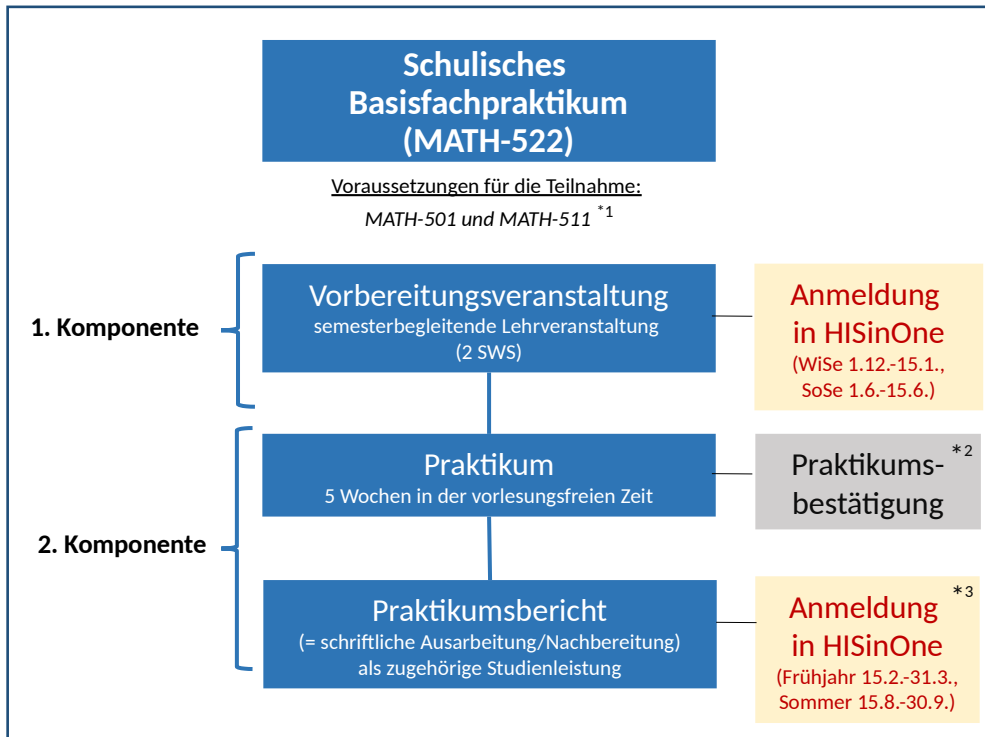 Schulisches
Basisfachpraktikum
(MATH-522)
Voraussetzungen für die Teilnahme:
MATH-501 und MATH-511 *1
1. Komponente
Vorbereitungsveranstaltung
semesterbegleitende Lehrveranstaltung
(2 SWS)
Anmeldung
in HISinOne
(WiSe 1.12.-15.1.,
SoSe 1.6.-15.6.)
2. Komponente
Praktikum
5 Wochen in der vorlesungsfreien Zeit
Praktikums- *2
bestätigung
Praktikumsbericht
(= schriftliche Ausarbeitung/Nachbereitung)
als zugehörige Studienleistung
Anmeldung *3
in HISinOne
(Frühjahr 15.2.-31.3.,
Sommer 15.8.-30.9.)